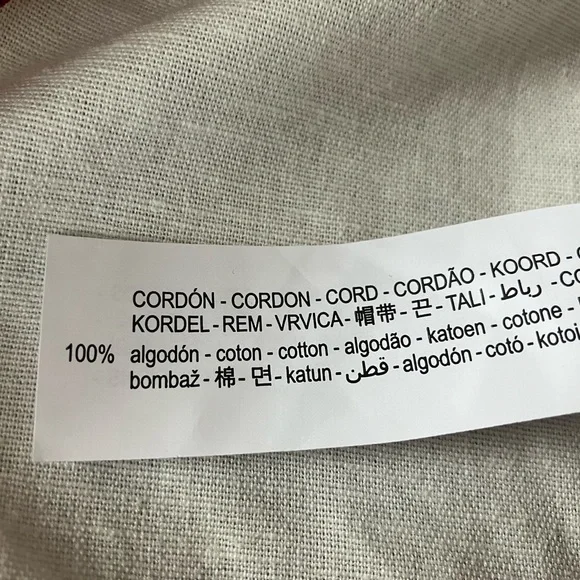 CORDÓN - CORDON - CORD - CORDÃO - KOORD -
KORDEL - REM - VRVICA - 帽带 - 끈 - TALI - رباط - CO
100% algodón - coton - cotton - algodão - katoen - cotone -
bombaž - 棉 - 면 - katun - قطن - algodón - cotó - kotoi